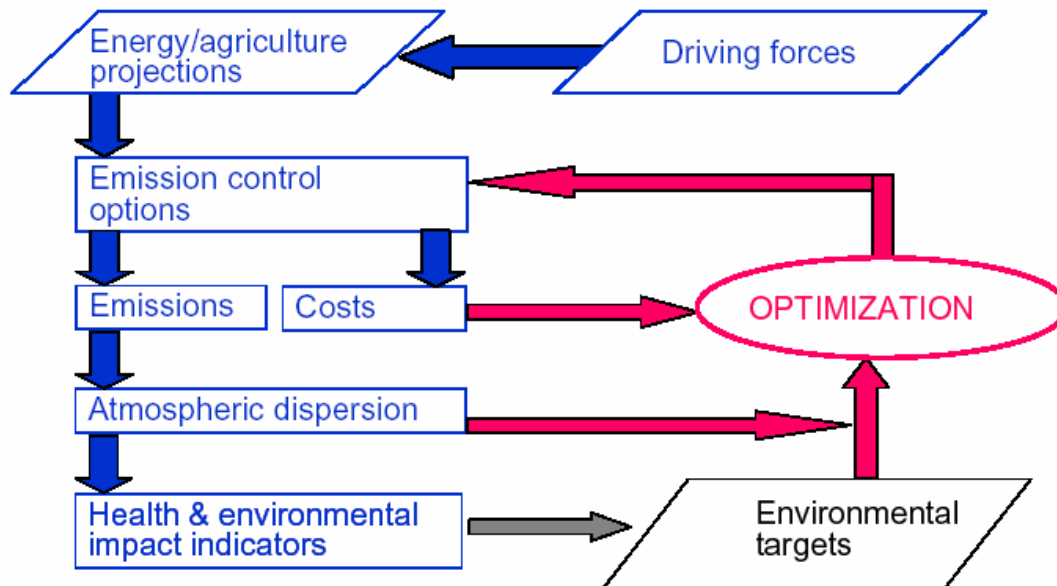 Energy/agriculture
projections
Driving forces
Emission control
options
Emissions
Costs
OPTIMIZATION
Atmospheric dispersion
Health & environmental
impact indicators
Environmental
targets